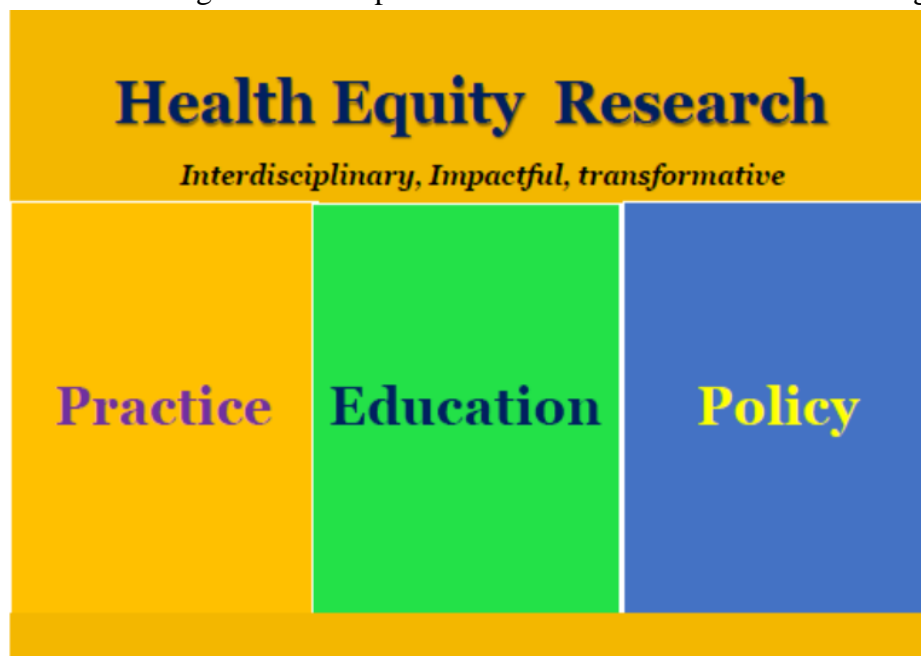 Health Equity Research
Interdisciplinary, Impactful, transformative
Practice
Education
Policy